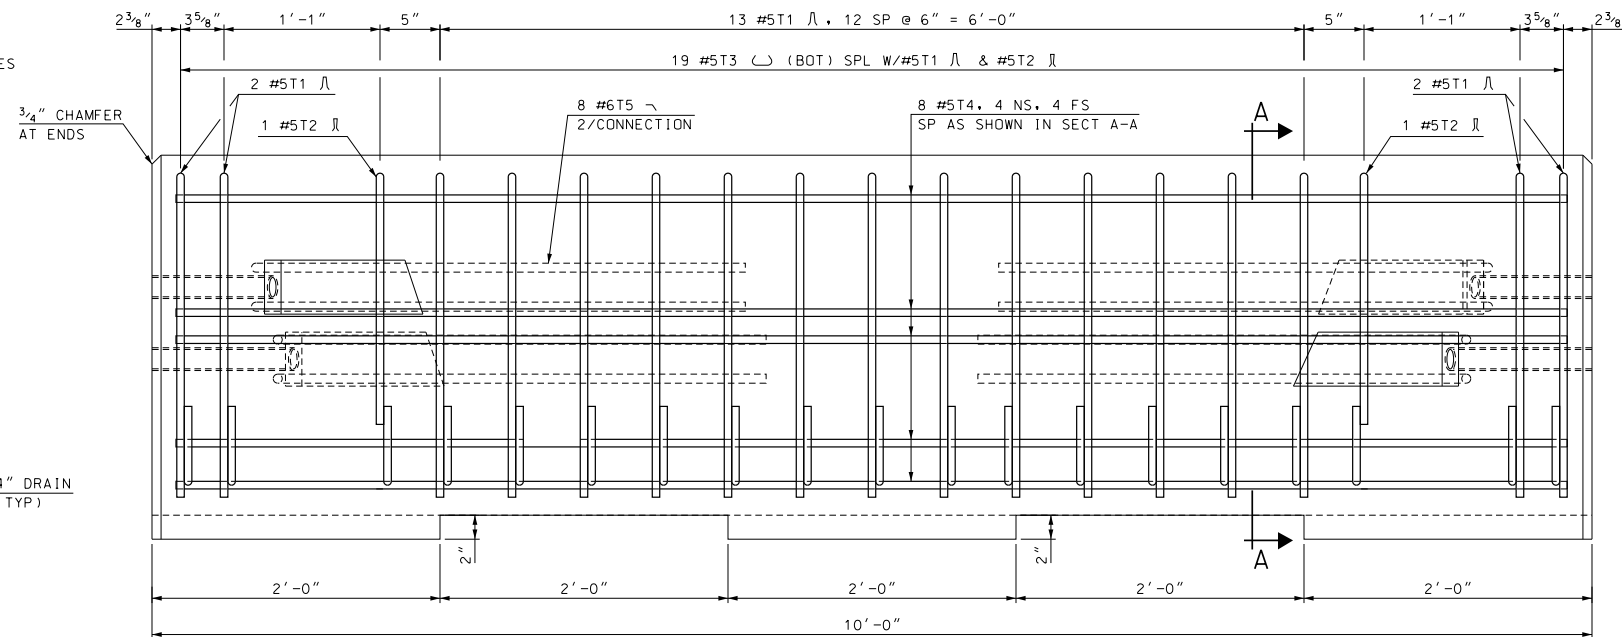 2 3/8" 3 5/8" 1'-1" 5" 13 #5T1 , 12 SP @ 6" = 6'-0" 5" 1'-1" 3 5/8" 2 3/8
19 #5T3 (BOT) SPL W/#5T1 & #5T2
ES
2 #5T1
2 #5T1
3/4" CHAMFER
AT ENDS
1 #5T2
8 #6T5
2/CONNECTION
8 #5T4, 4 NS, 4 FS
SP AS SHOWN IN SECT A-A
A
1 #5T2
4" DRAIN
TYP)
2"
2"
A
2'-0" 2'-0" 2'-0" 2'-0" 2'-0"
10'-0"